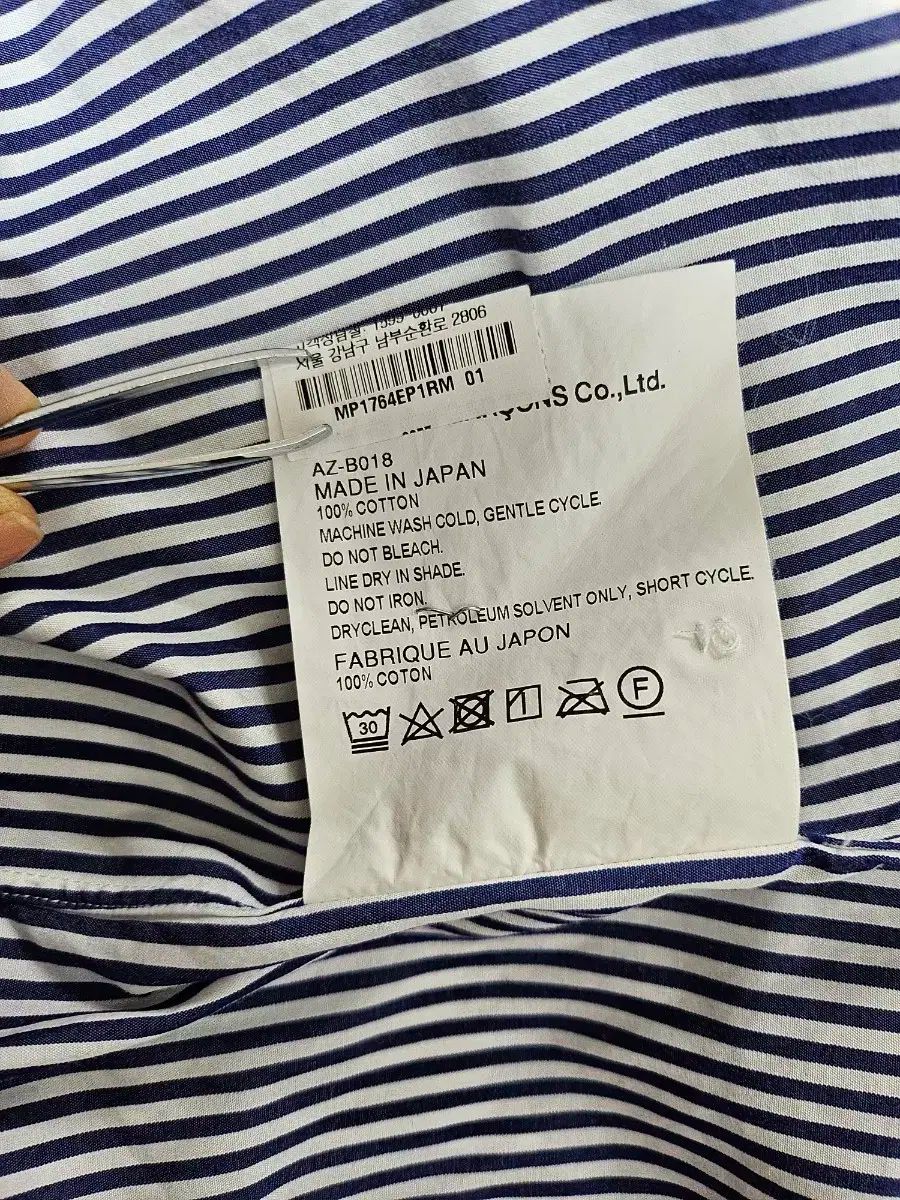 서울 강남구 남부순환로 2806
MP1764EP1RM 01
Co.,Ltd.
AZ-B018
MADE IN JAPAN
100% COTTON
MACHINE WASH COLD, GENTLE CYCLE.
DO NOT BLEACH.
LINE DRY IN SHADE.
DO NOT IRON.
DRYCLEAN, PETROLEUM SOLVENT ONLY, SHORT CYCLE.
FABRIQUE AU JAPON
100% COTON
30
F